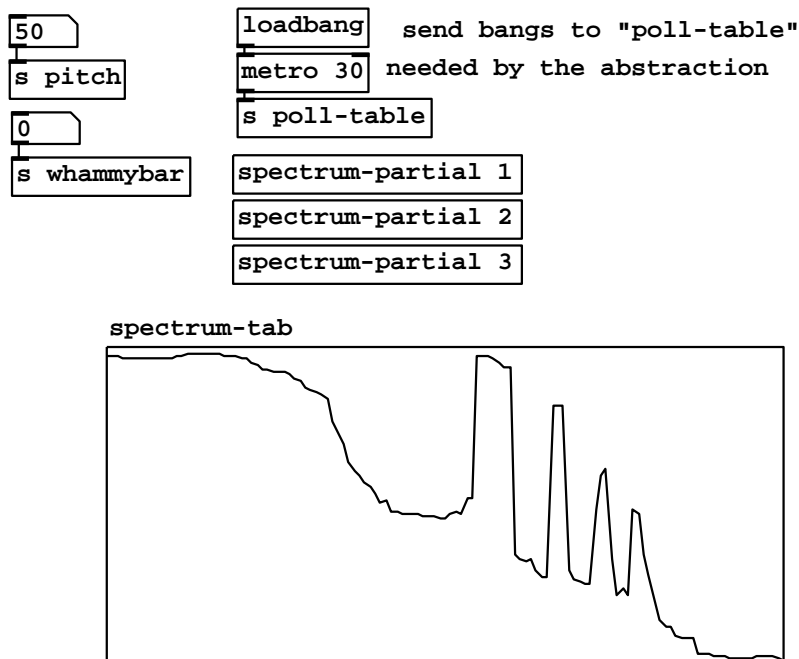 50
s pitch
0
s whammybar
loadbang
send bangs to "poll-table"
metro 30
needed by the abstraction
s poll-table
spectrum-partial 1
spectrum-partial 2
spectrum-partial 3
spectrum-tab